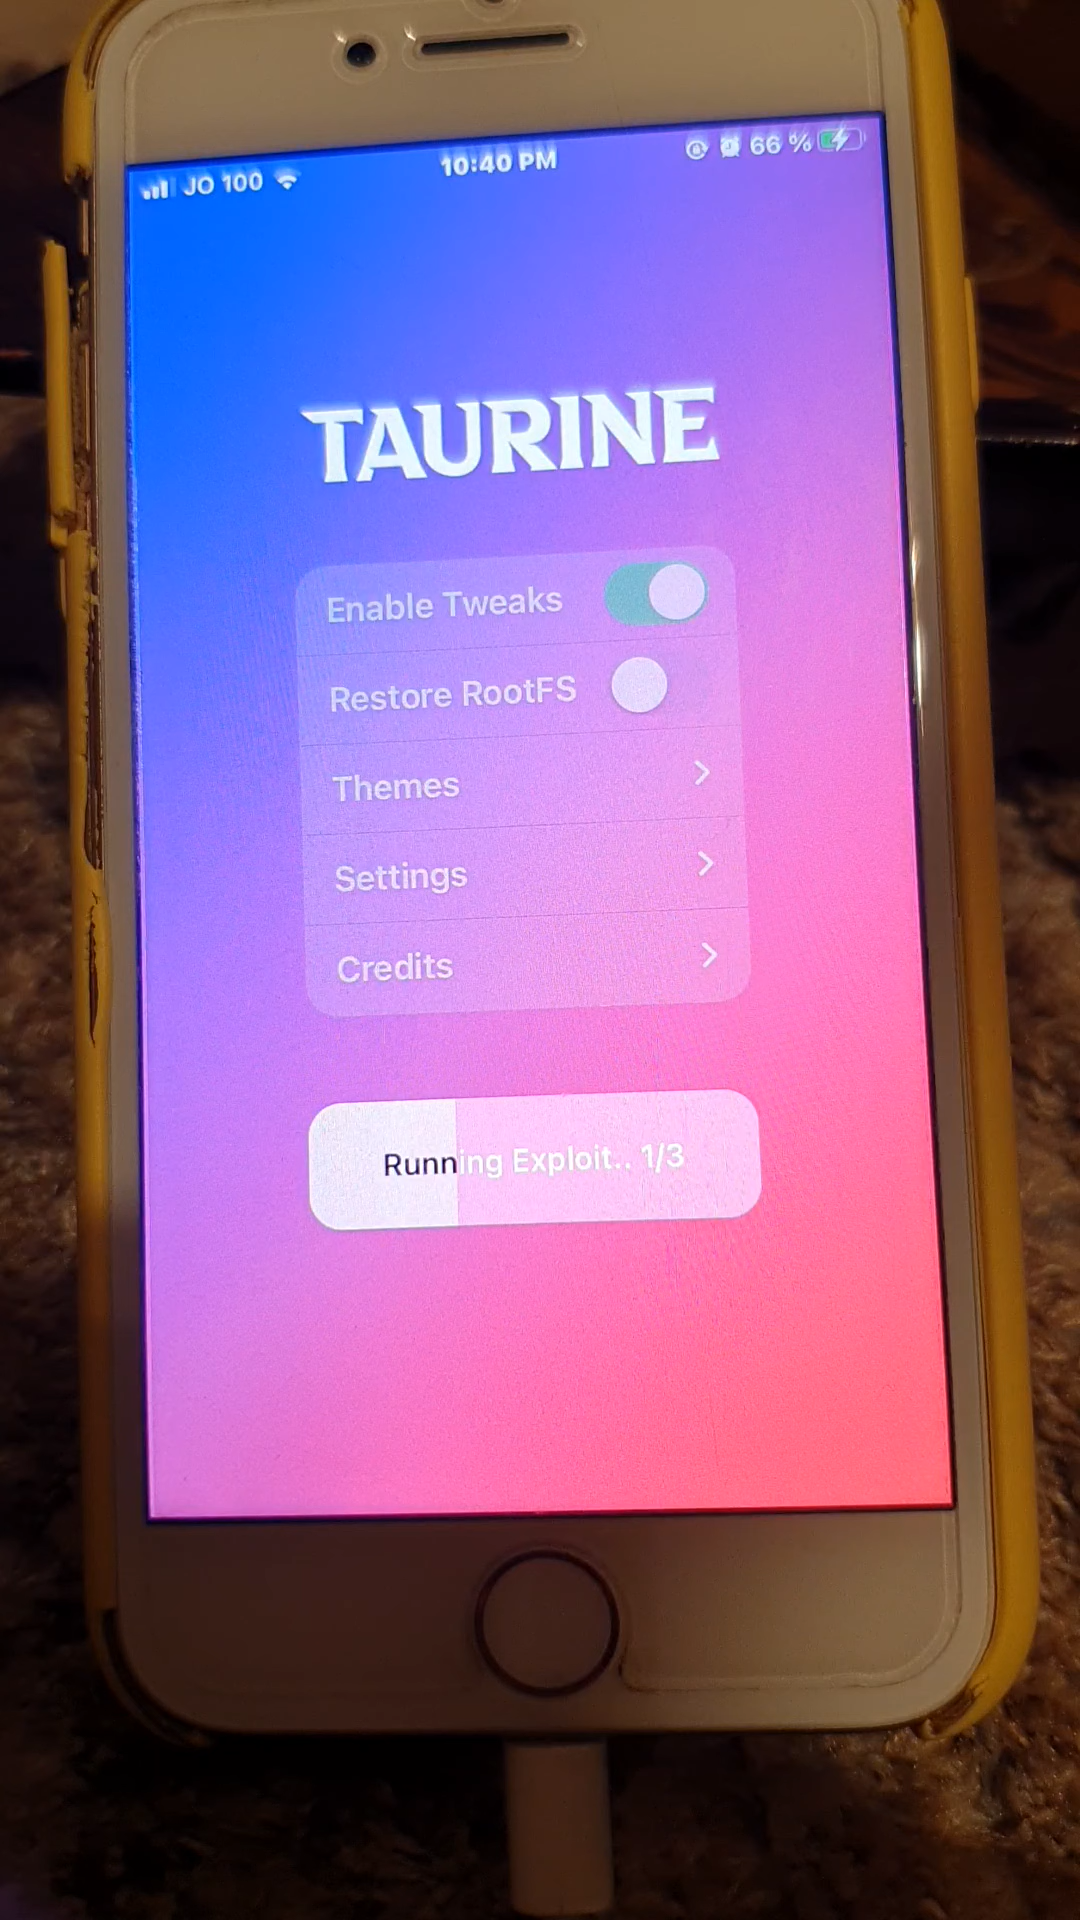 JO 100
10:40 PM
66 %
TAURINE
Enable Tweaks
Restore RootFS
Themes
Settings
Credits
Running Exploit.. 1/3